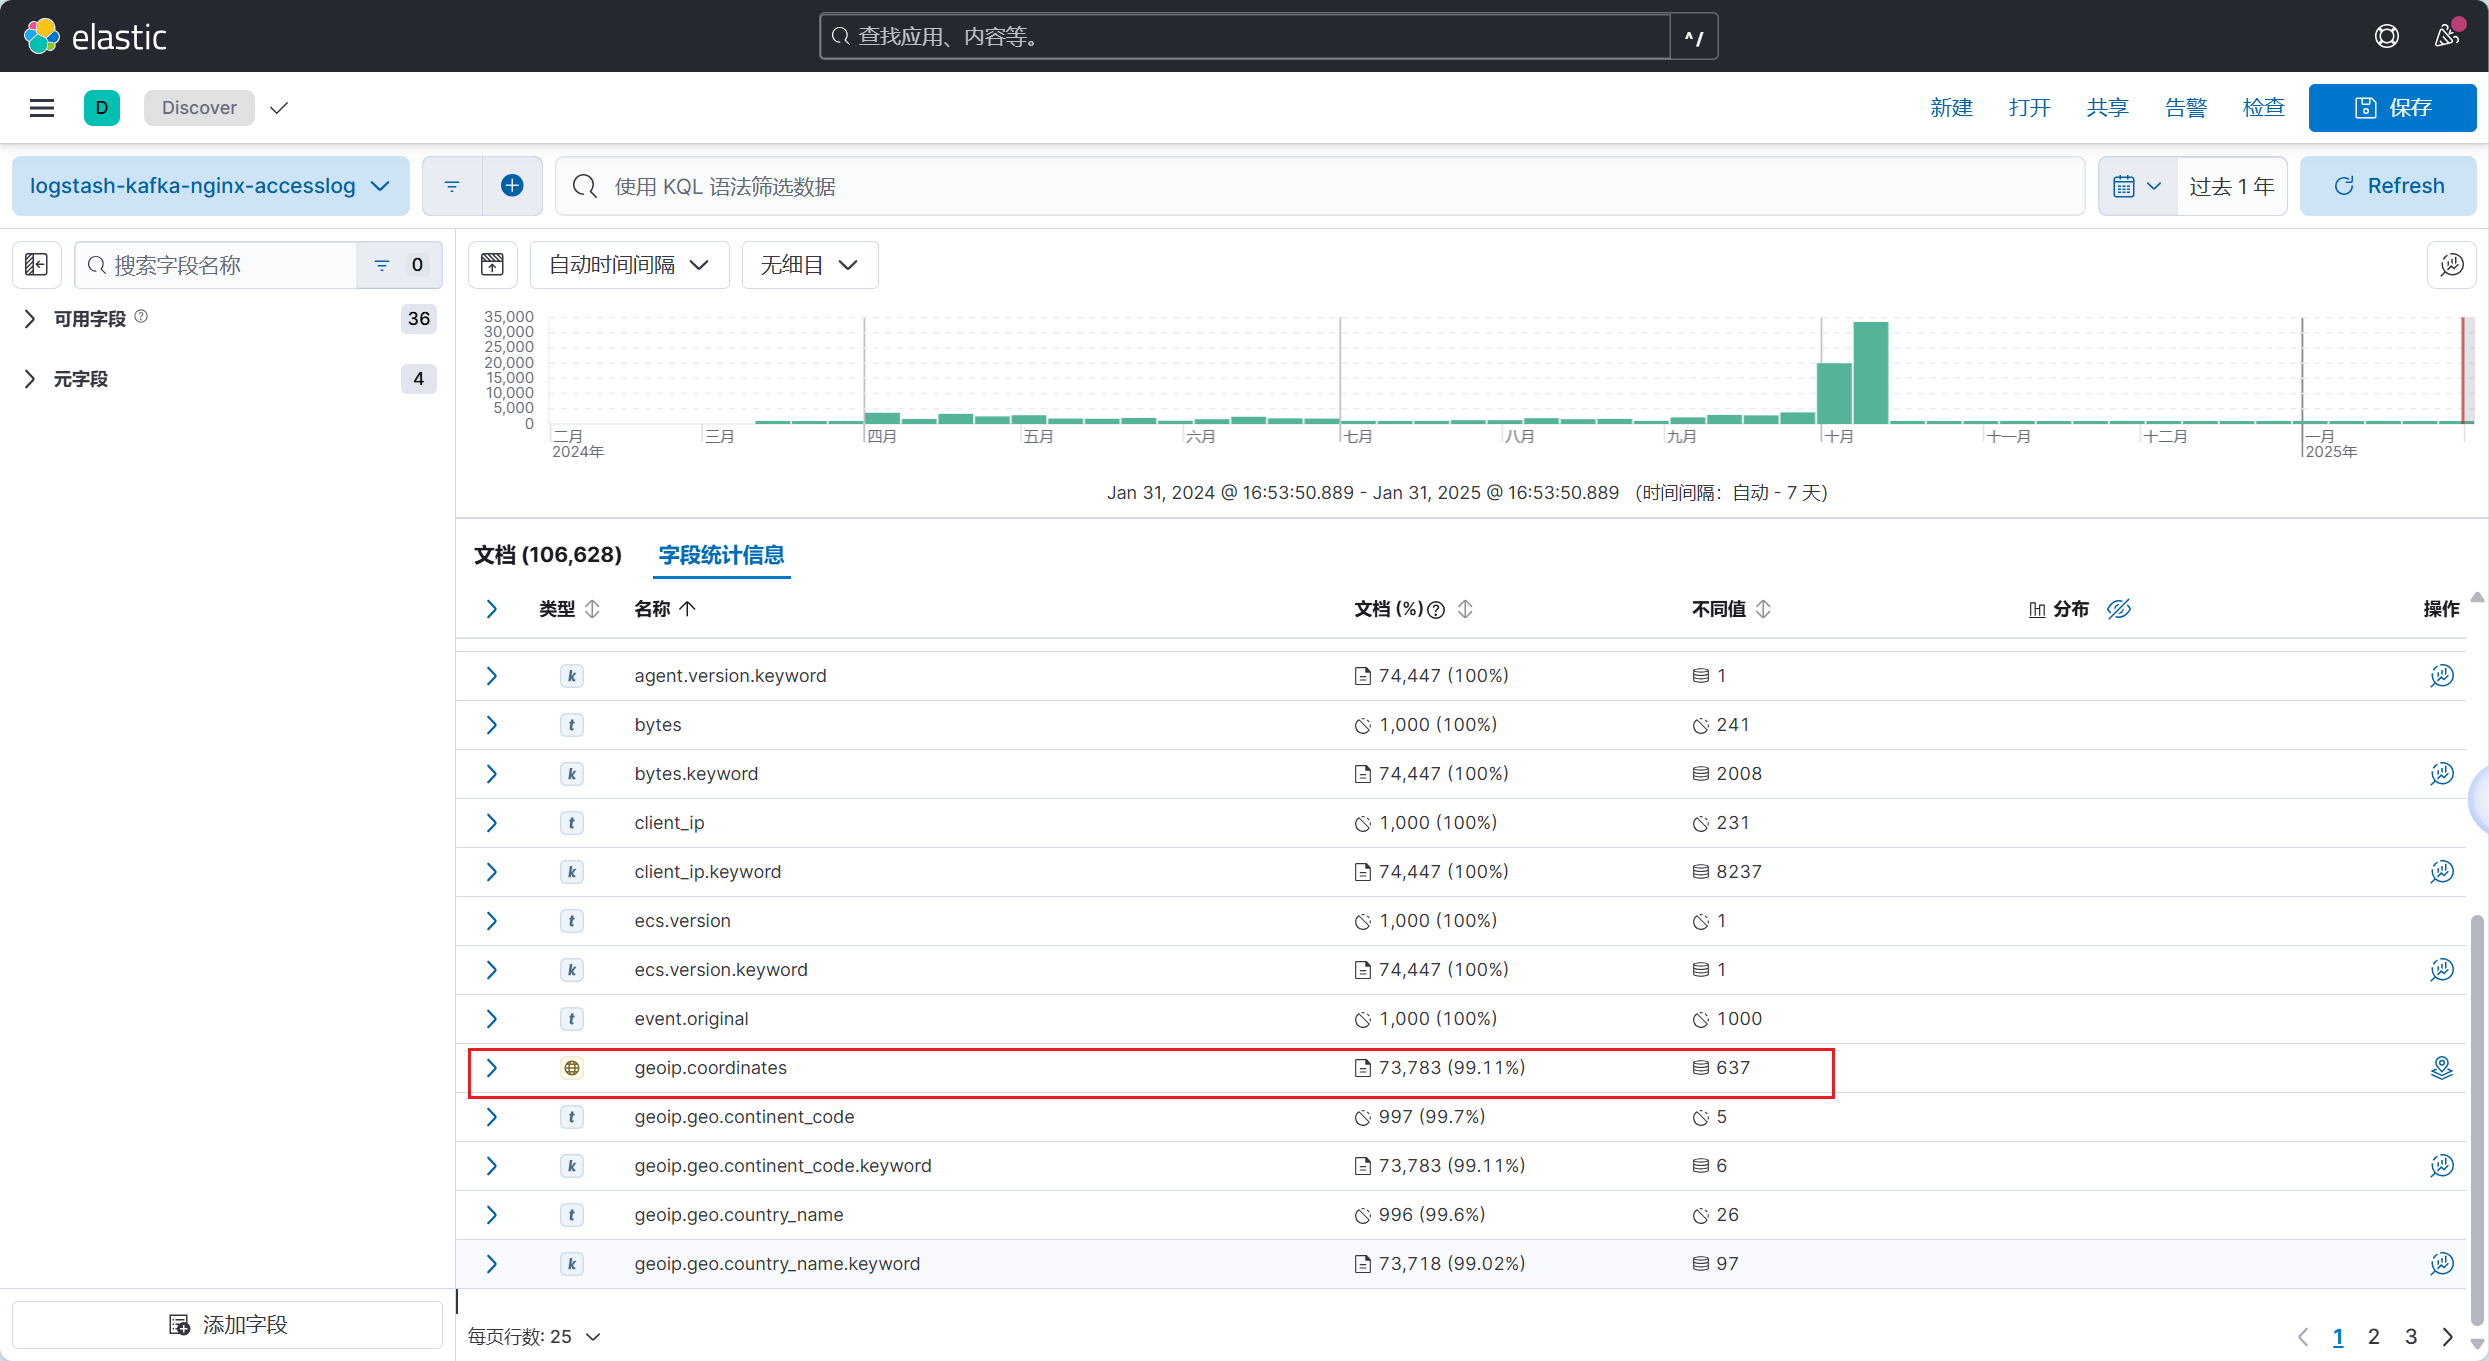 elastic
查找应用、内容等。
^/
D
Discover
新建
打开
共享
告警
检查
保存
logstash-kafka-nginx-accesslog
使用 KQL 语法筛选数据
过去 1 年
Refresh
搜索字段名称
0
自动时间间隔
无细目
可用字段
36
元字段
4
35,000
30,000
25,000
20,000
15,000
10,000
5,000
0
二月
2024年
三月
四月
五月
六月
七月
八月
九月
十月
十一月
十二月
一月
2025年
Jan 31, 2024 @ 16:53:50.889 - Jan 31, 2025 @ 16:53:50.889 （时间间隔：自动 - 7 天）
文档 (106,628)
字段统计信息
类型 名称 文档 (%) 不同值 分布 操作
k agent.version.keyword 74,447 (100%) 1
t bytes 1,000 (100%) 241
k bytes.keyword 74,447 (100%) 2008
t client_ip 1,000 (100%) 231
k client_ip.keyword 74,447 (100%) 8237
t ecs.version 1,000 (100%) 1
k ecs.version.keyword 74,447 (100%) 1
t event.original 1,000 (100%) 1000
geoip.coordinates 73,783 (99.11%) 637
t geoip.geo.continent_code 997 (99.7%) 5
k geoip.geo.continent_code.keyword 73,783 (99.11%) 6
t geoip.geo.country_name 996 (99.6%) 26
k geoip.geo.country_name.keyword 73,718 (99.02%) 97
添加字段
每页行数: 25
1 2 3